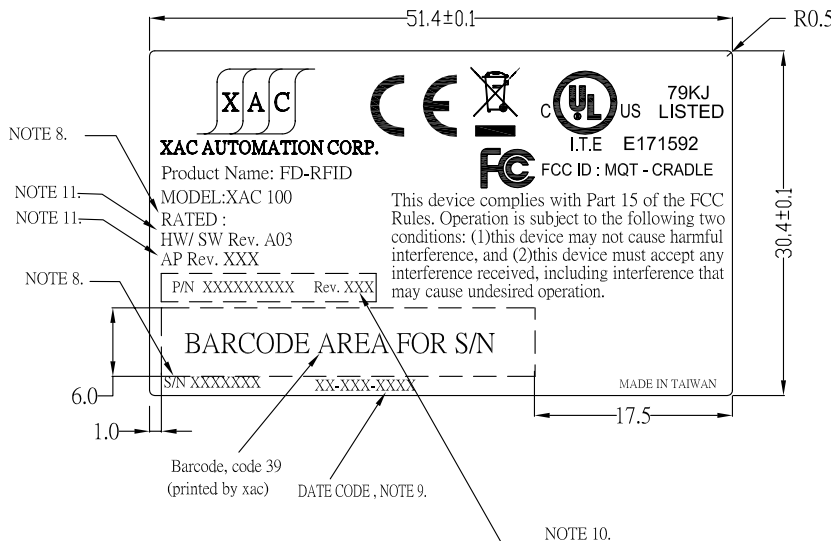 51.4±0.1
R0.5
XAC
C UL US
79KJ
LISTED
I.T.E E171592
XAC AUTOMATION CORP.
FC FCC ID : MQT - CRADLE
NOTE 8.
Product Name: FD-RFID
NOTE 11.
MODEL:XAC 100
NOTE 11.
RATED :
HW/ SW Rev. A03
AP Rev. XXX
This device complies with Part 15 of the FCC
Rules. Operation is subject to the following two
conditions: (1)this device may not cause harmful
interference, and (2)this device must accept any
interference received, including interference that
may cause undesired operation.
30.4±0.1
NOTE 8.
P/N XXXXXXXXX Rev. XXX
BARCODE AREA FOR S/N
S/N XXXXXXX XX-XXX-XXXX
MADE IN TAIWAN
6.0
1.0
17.5
Barcode, code 39
(printed by xac)
DATE CODE , NOTE 9.
NOTE 10.